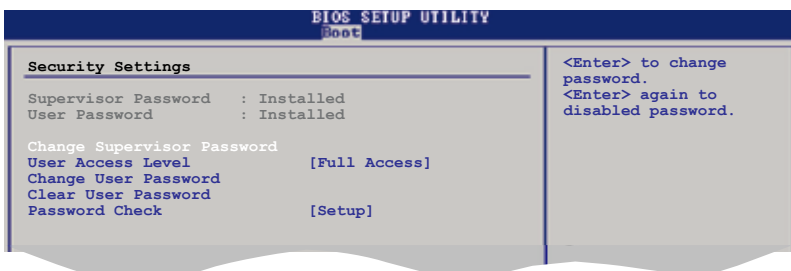 BIOS SETUP UTILITY
Boot
Security Settings
Supervisor Password : Installed
User Password : Installed
Change Supervisor Password
User Access Level [Full Access]
Change User Password
Clear User Password
Password Check [Setup]
<Enter> to change
password.
<Enter> again to
disabled password.